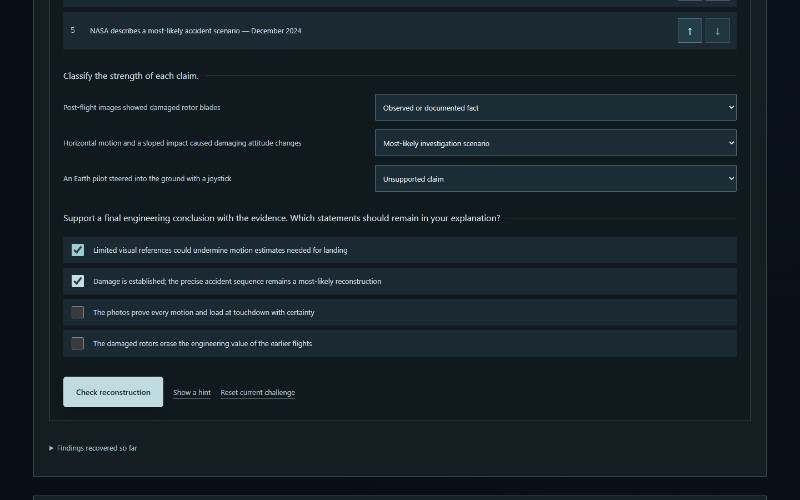 5 NASA describes a most-likely accident scenario — December 2024 ↑ ↓
Classify the strength of each claim.
Post-flight images showed damaged rotor blades Observed or documented fact
Horizontal motion and a sloped impact caused damaging attitude changes Most-likely investigation scenario
An Earth pilot steered into the ground with a joystick Unsupported claim
Support a final engineering conclusion with the evidence. Which statements should remain in your explanation?
Limited visual references could undermine motion estimates needed for landing
Damage is established; the precise accident sequence remains a most-likely reconstruction
The photos prove every motion and load at touchdown with certainty
The damaged rotors erase the engineering value of the earlier flights
Check reconstruction Show a hint Reset current challenge
Findings recovered so far